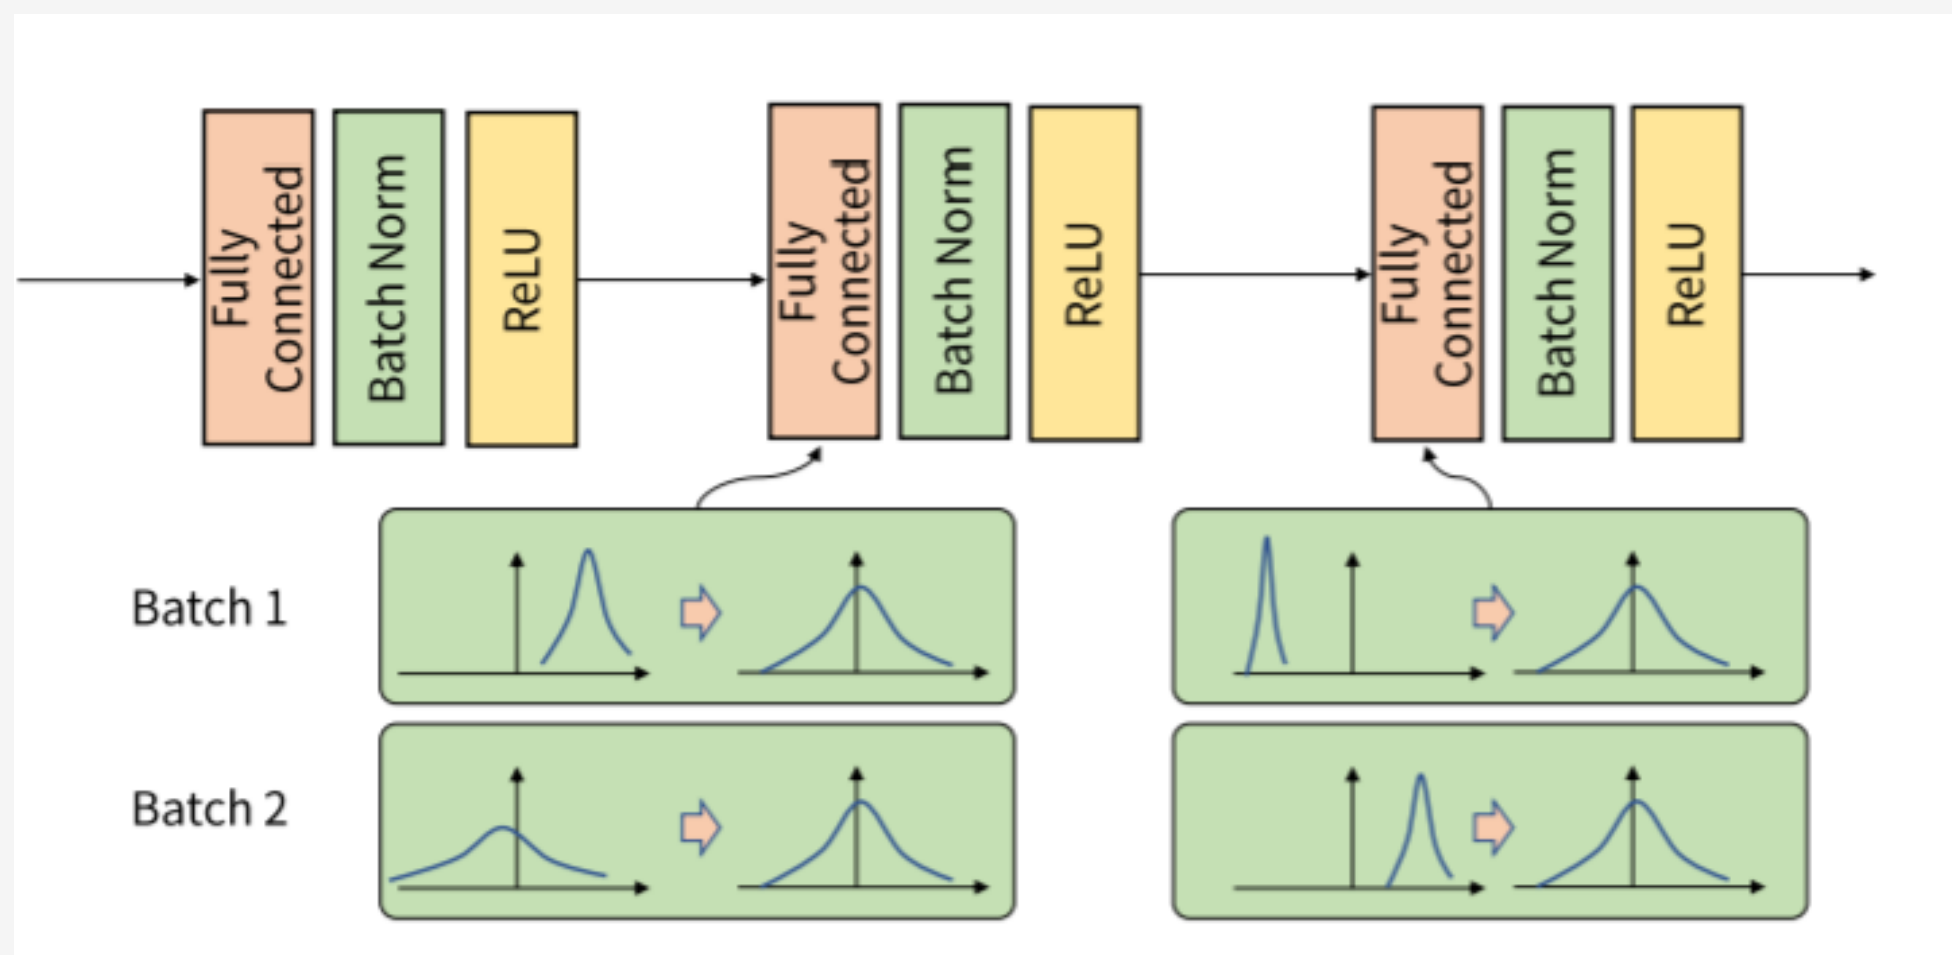 Fully
Connected
Batch Norm
ReLU
Fully
Connected
Batch Norm
ReLU
Fully
Connected
Batch Norm
ReLU
Batch 1
Batch 2